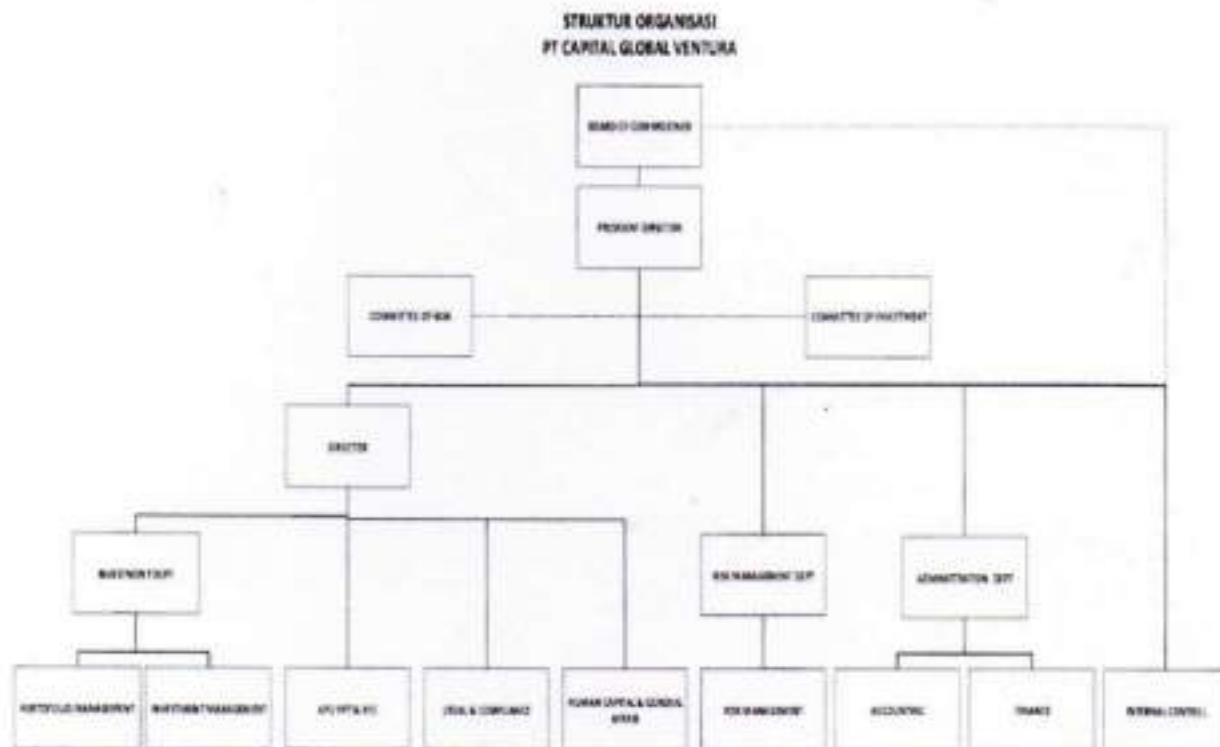 STRUKTUR ORGANISASI
PT CAPITAL GLOBAL VENTURA
BOARD OF COMMISSIONER
PRESIDENT DIRECTOR
COMMITTEE OF
COMMITTEE OF INVESTMENT
DIRECTOR
INVESTMENT DEPT
RISK MANAGEMENT DEPT
ADMINISTRATION DEPT
PORTOFOLIO MANAGEMENT
INVESTMENT MANAGEMENT
LEGAL & COMPLIANCE
HUMAN CAPITAL & GENERAL
AFFAIR
RISK MANAGEMENT
ACCOUNTING
FINANCE
INTERNAL CONTROL